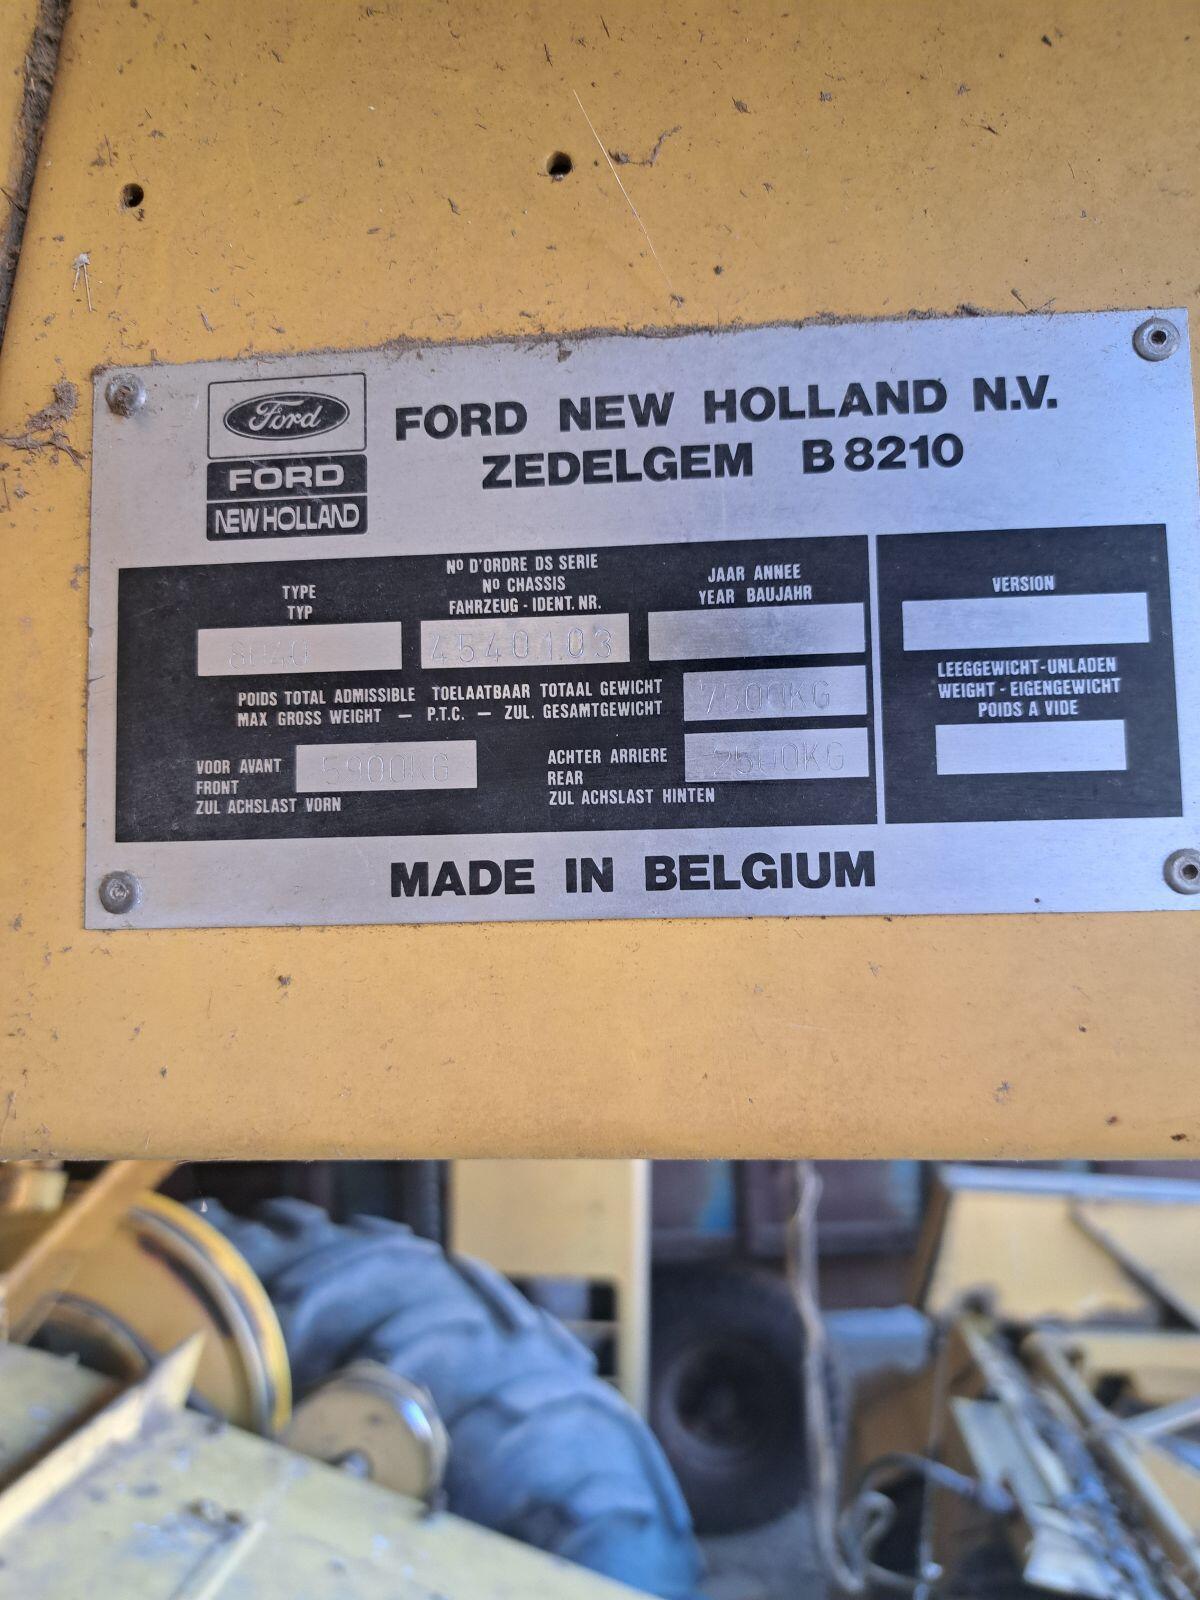 Ford
FORD
NEW HOLLAND
FORD NEW HOLLAND N.V.
ZEDELGEM B 8210
TYPE
TYP
8040
Nº D'ORDRE DS SERIE
Nº CHASSIS
FAHRZEUG - IDENT. NR.
4540103
JAAR ANNEE
YEAR BAUJAHR
VERSION
POIDS TOTAL ADMISSIBLE TOELAATBAAR TOTAAL GEWICHT
MAX GROSS WEIGHT — P.T.C. — ZUL. GESAMTGEWICHT
7500KG
LEEGGEWICHT-UNLADEN
WEIGHT - EIGENGEWICHT
POIDS A VIDE
VOOR AVANT
FRONT
ZUL ACHSLAST VORN
5900KG
ACHTER ARRIERE
REAR
ZUL ACHSLAST HINTEN
2500KG
MADE IN BELGIUM